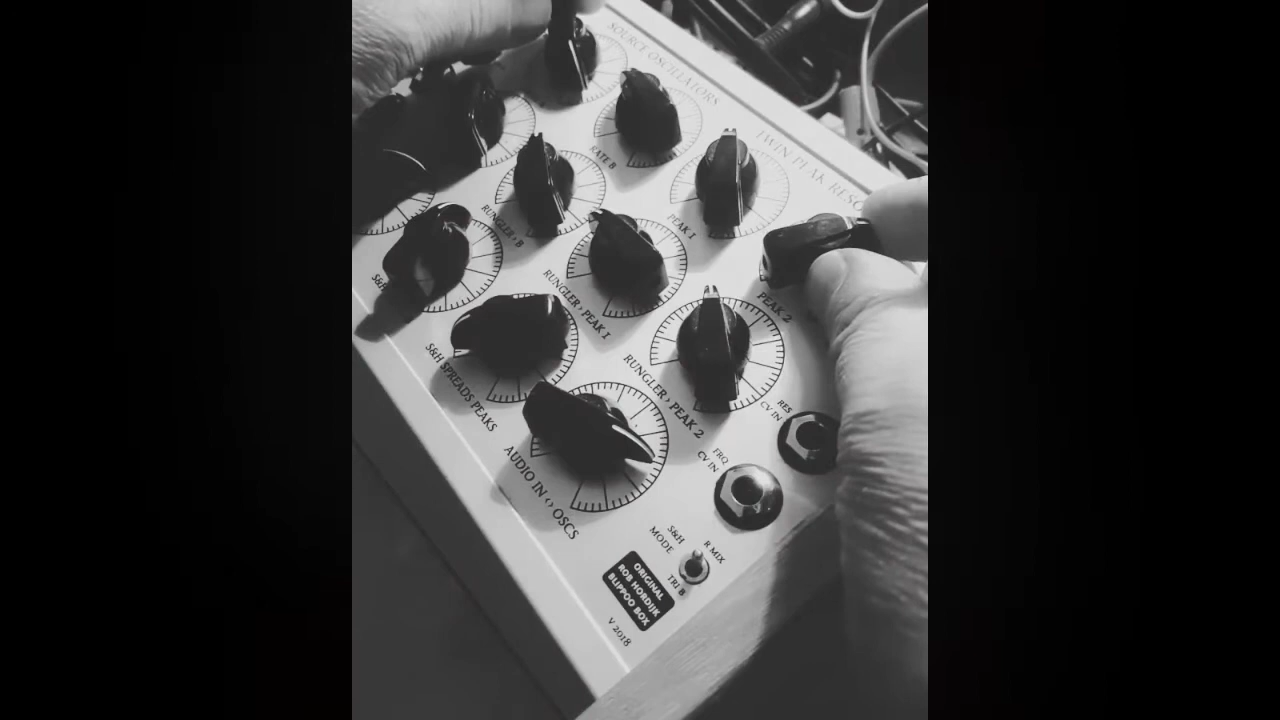 SOURCE OSCILLATORS
TWIN PEAK RESO
RATE B
PEAK 1
PEAK 2
RUNGLER › B
RUNGLER › PEAK 1
RUNGLER › PEAK 2
S&H
S&H SPREADS PEAKS
AUDIO IN ‹› OSCS
RES
CV IN
FRQ
CV IN
S&H
MODE
R MIX
TRI B
ORIGINAL
ROB HORDIJK
BLIPPOO BOX
V 2018